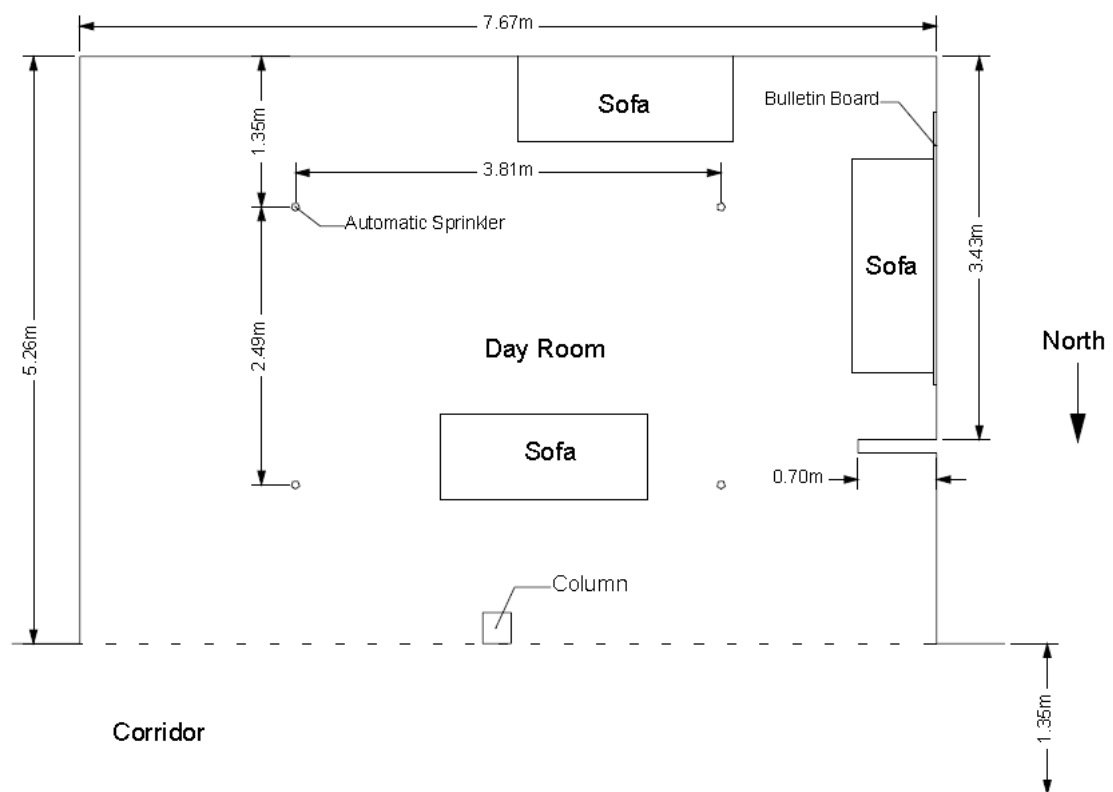 7.67m
Sofa
Bulletin Board
1.35m
3.81m
Automatic Sprinkler
Sofa
3.43m
2.49m
5.26m
Day Room
North
Sofa
0.70m
Column
Corridor
1.35m